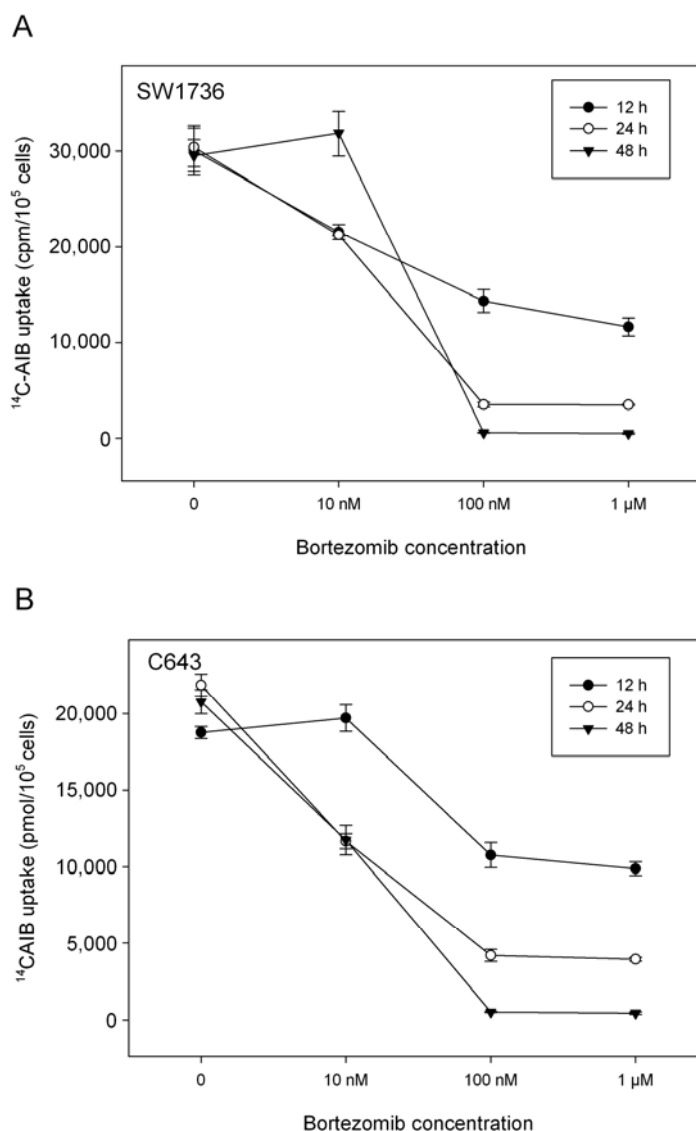 A
SW1736
12 h
24 h
48 h
30,000
20,000
10,000
0
¹⁴C-AIB uptake (cpm/10⁵ cells)
0 10 nM 100 nM 1 µM
Bortezomib concentration
B
C643
12 h
24 h
48 h
20,000
15,000
10,000
5,000
0
¹⁴CAIB uptake (pmol/10⁵ cells)
0 10 nM 100 nM 1 µM
Bortezomib concentration